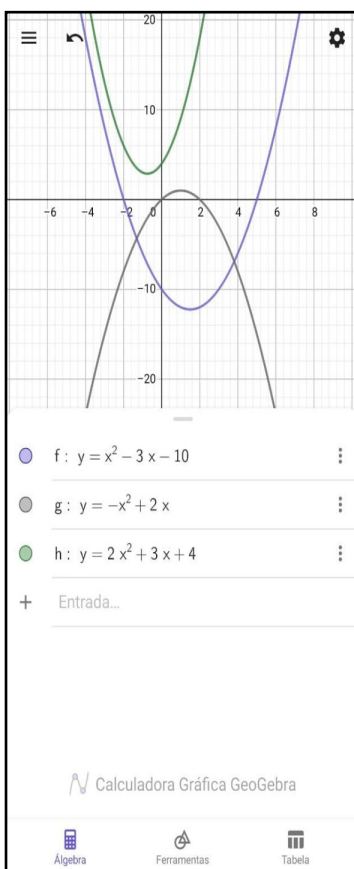 20
10
−6 −4 −2 0 2 4 6 8
−10
−20
f : y = x² − 3 x − 10
g : y = −x² + 2 x
h : y = 2 x² + 3 x + 4
+ Entrada...
Calculadora Gráfica GeoGebra
Álgebra Ferramentas Tabela